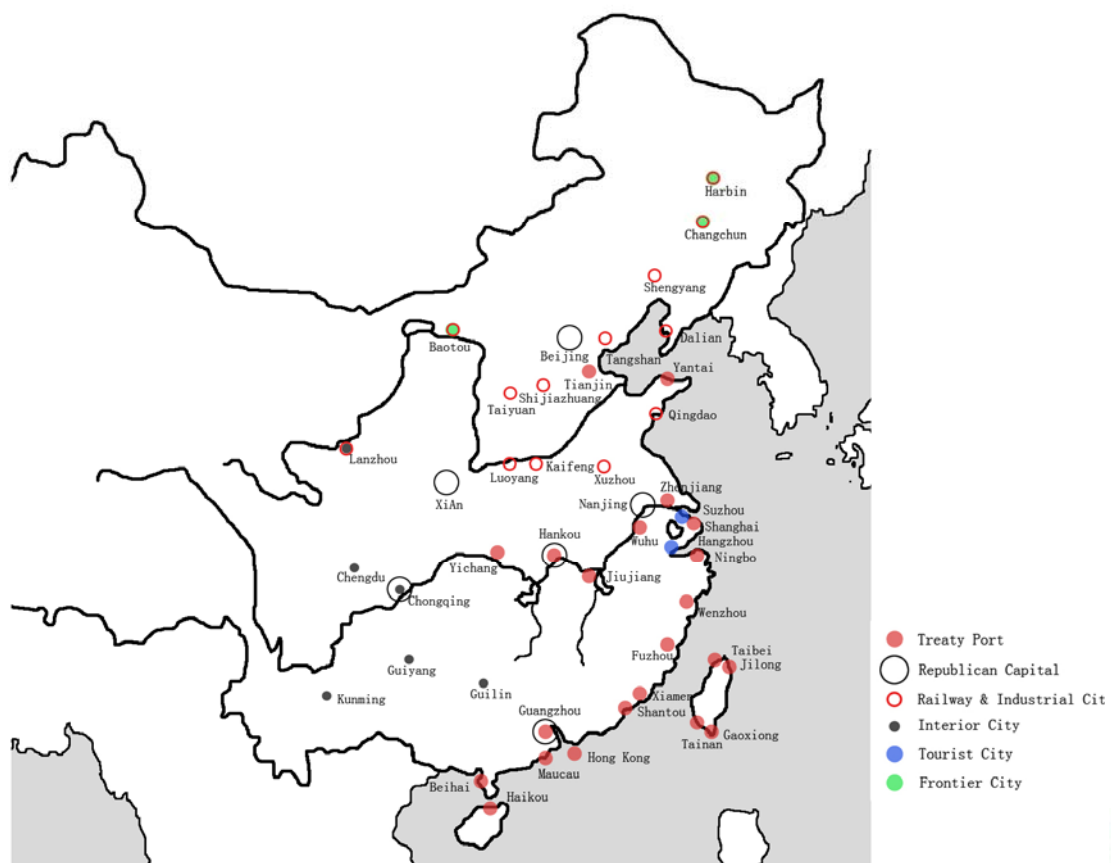 Harbin
Changchun
Shengyang
Baotou
Beijing
Dalian
Tangshan
Yantai
Tianjin
Shijiazhuang
Taiyuan
Qingdao
Lanzhou
Luoyang
Kaifeng
Xuzhou
XiAn
Zhenjiang
Nanjing
Suzhou
Shanghai
Wuhu
Hangzhou
Hankou
Ningbo
Yichang
Jiujiang
Chengdu
Chongqing
Wenzhou
Fuzhou
Taibei
Jilong
Guiyang
Guilin
Kunming
Xiamen
Shantou
Guangzhou
Tainan
Gaoxiong
Hong Kong
Maucau
Beihai
Haikou
Treaty Port
Republican Capital
Railway & Industrial Cit
Interior City
Tourist City
Frontier City